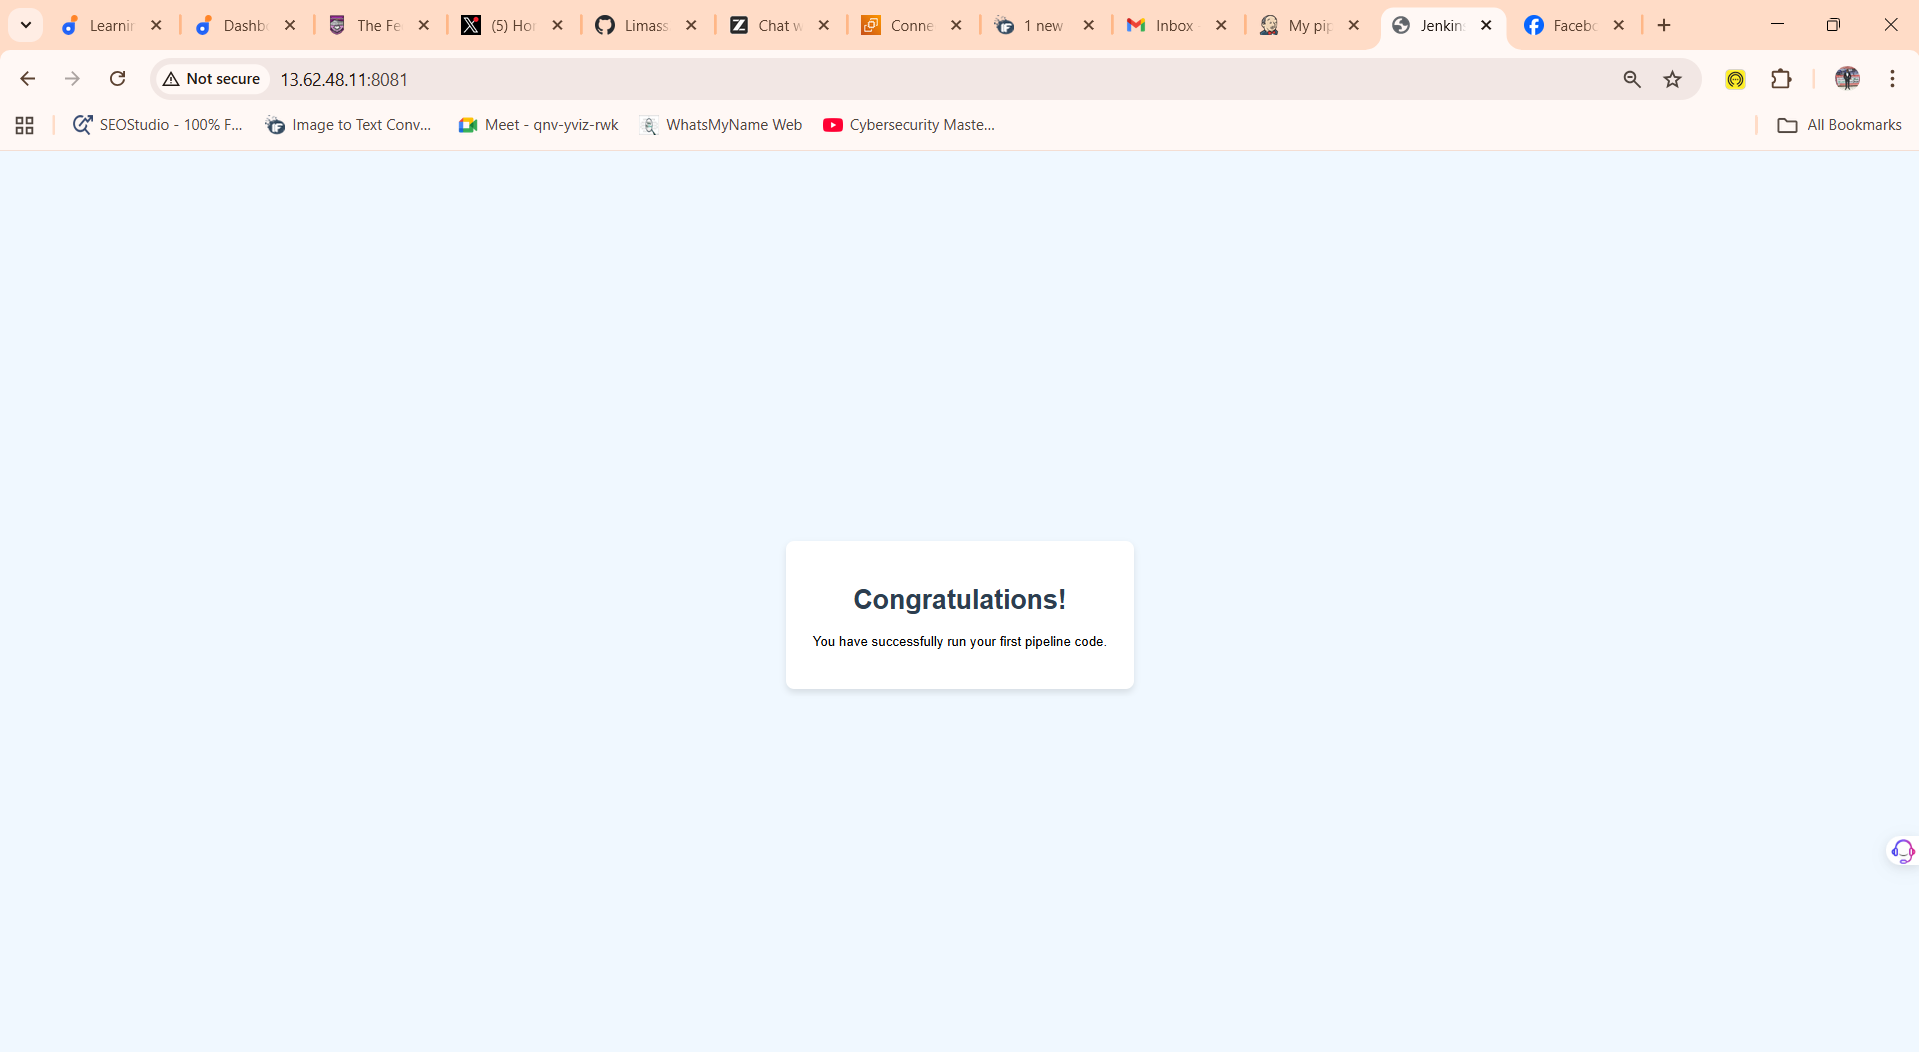 Learnin
Dashb
The Fe
(5) Hor
Limass
Chat w
Conne
1 new
Inbox
My pip
Jenkins
Facebo
Not secure
13.62.48.11:8081
SEOStudio - 100% F...
Image to Text Conv...
Meet - qnv-yviz-rwk
WhatsMyName Web
Cybersecurity Maste...
All Bookmarks
Congratulations!
You have successfully run your first pipeline code.